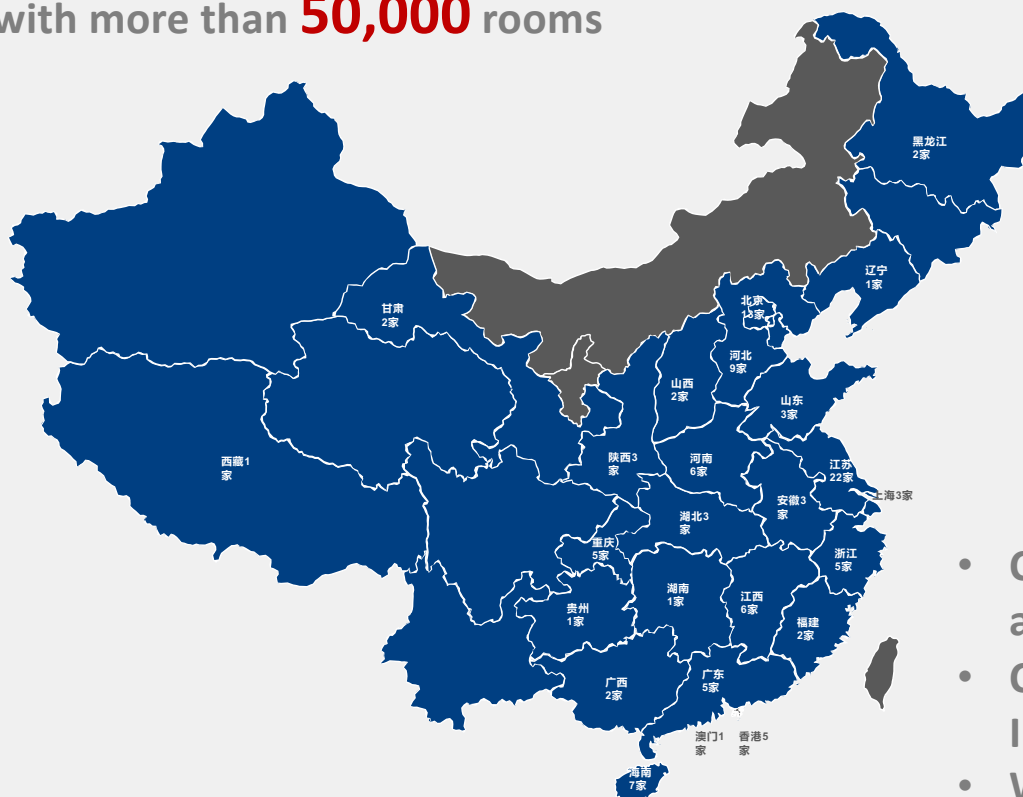 with more than 50,000 rooms
黑龙江
2家
辽宁
1家
甘肃
2家
北京
13家
河北
9家
山西
2家
山东
3家
西藏1
家
陕西3
家
河南
6家
江苏
22家
上海3家
安徽3
家
湖北3
家
重庆
5家
浙江
5家
湖南
1家
江西
6家
贵州
1家
福建
2家
广西
2家
广东
5家
澳门1
家
香港5
家
海南
7家